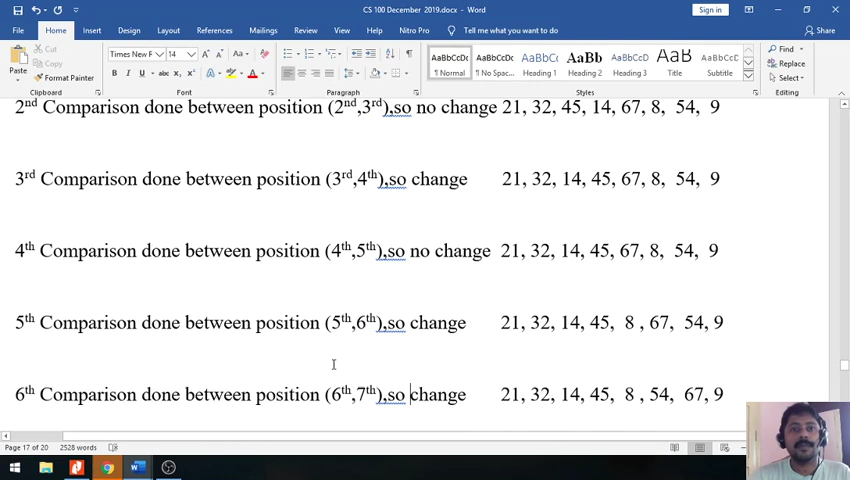 CS 100 December 2019.docx - Word
Sign in
File Home Insert Design Layout References Mailings Review View Help Nitro Pro Tell me what you want to do Share
Cut
Copy
Format Painter
Paste
Clipboard
Times New R 14
Font
Paragraph
AaBbCcDc AaBbCcDc AaBbC AaBb AaBbCcD AaB AaBbCcD
¶ Normal ¶ No Spac... Heading 1 Heading 2 Heading 3 Title Subtitle
Styles
Find
Replace
Select
Editing
2nd Comparison done between position (2nd,3rd),so no change 21, 32, 45, 14, 67, 8, 54, 9
3rd Comparison done between position (3rd,4th),so change 21, 32, 14, 45, 67, 8, 54, 9
4th Comparison done between position (4th,5th),so no change 21, 32, 14, 45, 67, 8, 54, 9
5th Comparison done between position (5th,6th),so change 21, 32, 14, 45, 8 , 67, 54, 9
6th Comparison done between position (6th,7th),so change 21, 32, 14, 45, 8 , 54, 67, 9
Page 17 of 20 2528 words